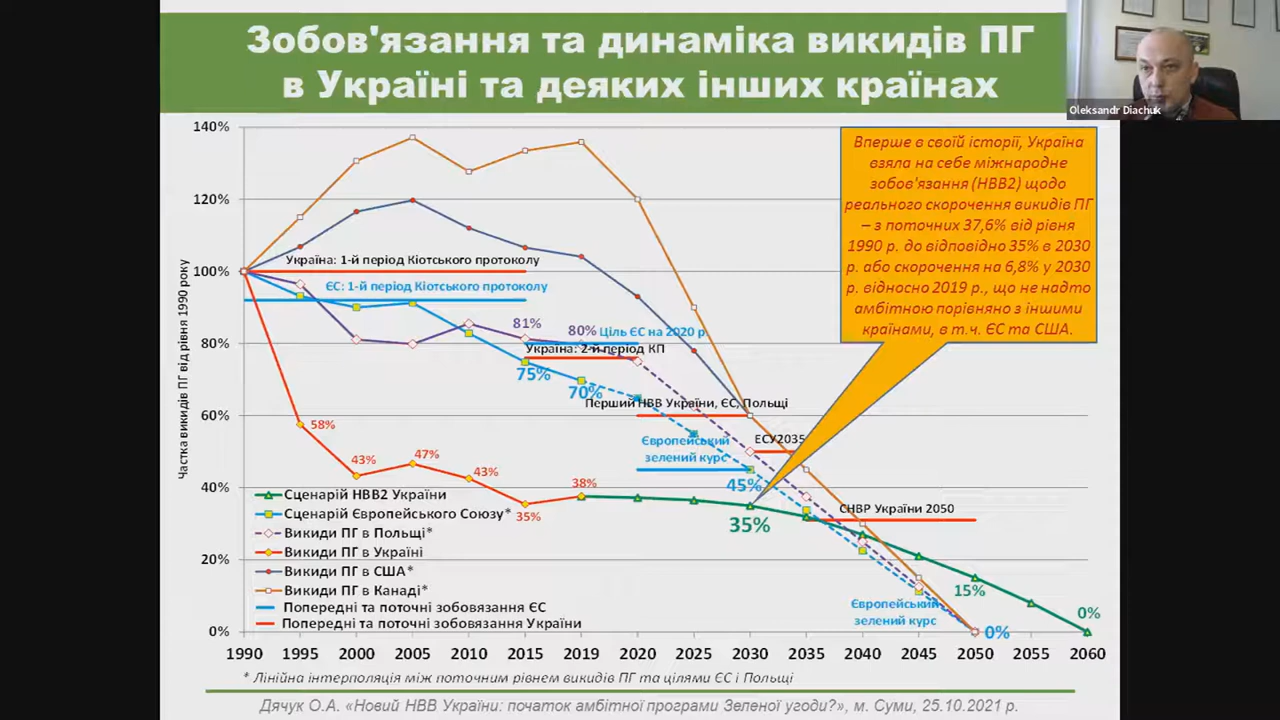 Зобов'язання та динаміка викидів ПГ
в Україні та деяких інших країнах
Oleksandr Diachuk
Вперше в своїй історії, Україна
взяла на себе міжнародне
зобов'язання (НВВ2) щодо
реального скорочення викидів ПГ
– з поточних 37,6% від рівня
1990 р. до відповідно 35% в 2030
р. або скорочення на 6,8% у 2030
р. відносно 2019 р., що не надто
амбітною порівняно з іншими
країнами, в т.ч. ЄС та США.
Частка викидів ПГ від рівня 1990 року
140%
120%
100%
80%
60%
40%
20%
0%
Україна: 1-й період Кіотського протоколу
ЄС: 1-й період Кіотського протоколу
81%
80%
Ціль ЄС на 2020 р
Україна: 2-й період КП
75%
70%
Перший НВВ України, ЄС, Польщі
58%
Європейський
зелений курс
ЕСУ2035
43%
47%
43%
35%
38%
45%
35%
СНВР України 2050
15%
0%
Європейський
зелений курс
0%
Сценарій НВВ2 України
Сценарій Європейського Союзу*
Викиди ПГ в Польщі*
Викиди ПГ в Україні
Викиди ПГ в США*
Викиди ПГ в Канаді*
Попередні та поточні зобовязання ЄС
Попередні та поточні зобовязання України
1990 1995 2000 2005 2010 2015 2019 2020 2025 2030 2035 2040 2045 2050 2055 2060
* Лінійна інтерполяція між поточним рівнем викидів ПГ та цілями ЄС і Польщі
Дячук О.А. «Новий НВВ України: початок амбітної програми Зеленої угоди?», м. Суми, 25.10.2021 р.